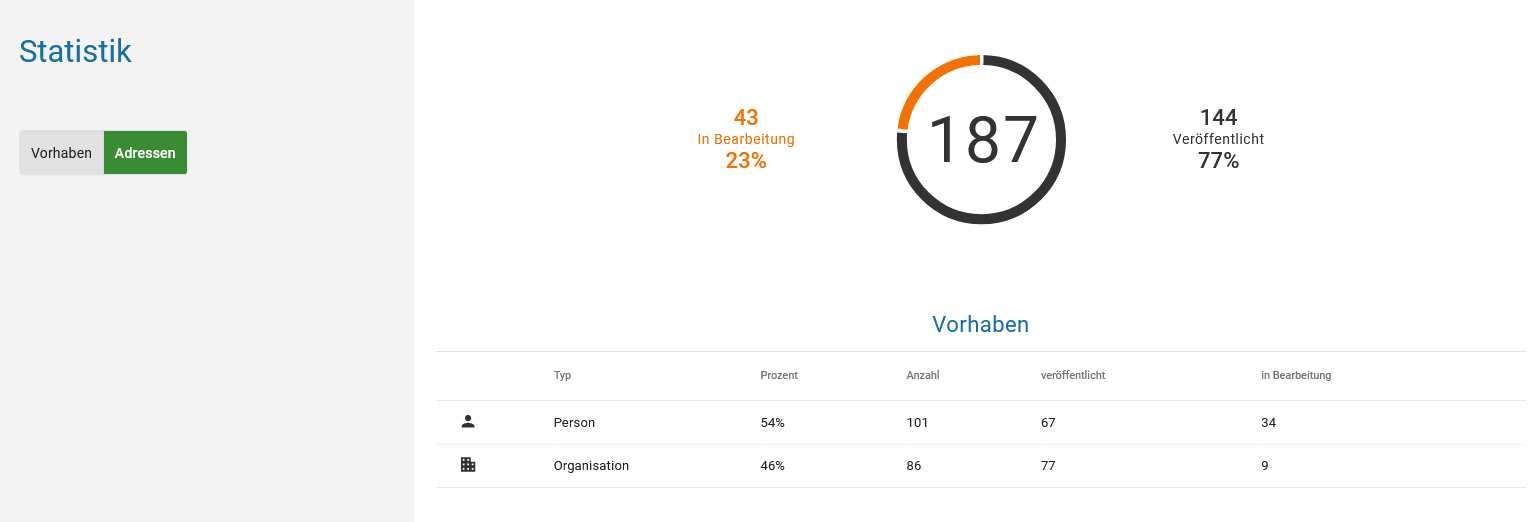 Statistik
Vorhaben Adressen
43
In Bearbeitung
23%
187
144
Veröffentlicht
77%
Vorhaben
Typ Prozent Anzahl veröffentlicht in Bearbeitung
Person 54% 101 67 34
Organisation 46% 86 77 9